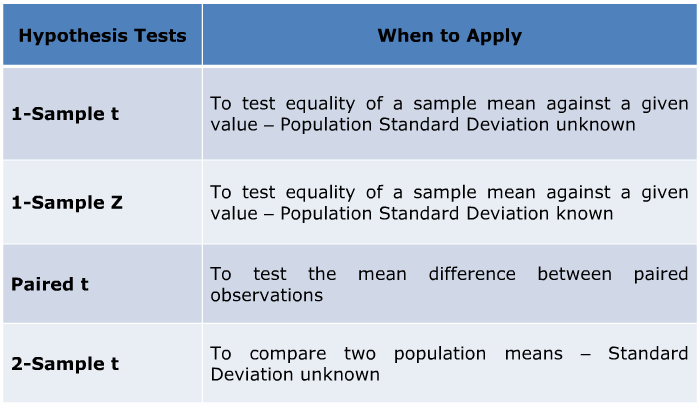 Hypothesis Tests
When to Apply
1-Sample t
To test equality of a sample mean against a given
value – Population Standard Deviation unknown
1-Sample Z
To test equality of a sample mean against a given
value – Population Standard Deviation known
Paired t
To test the mean difference between paired
observations
2-Sample t
To compare two population means – Standard
Deviation unknown